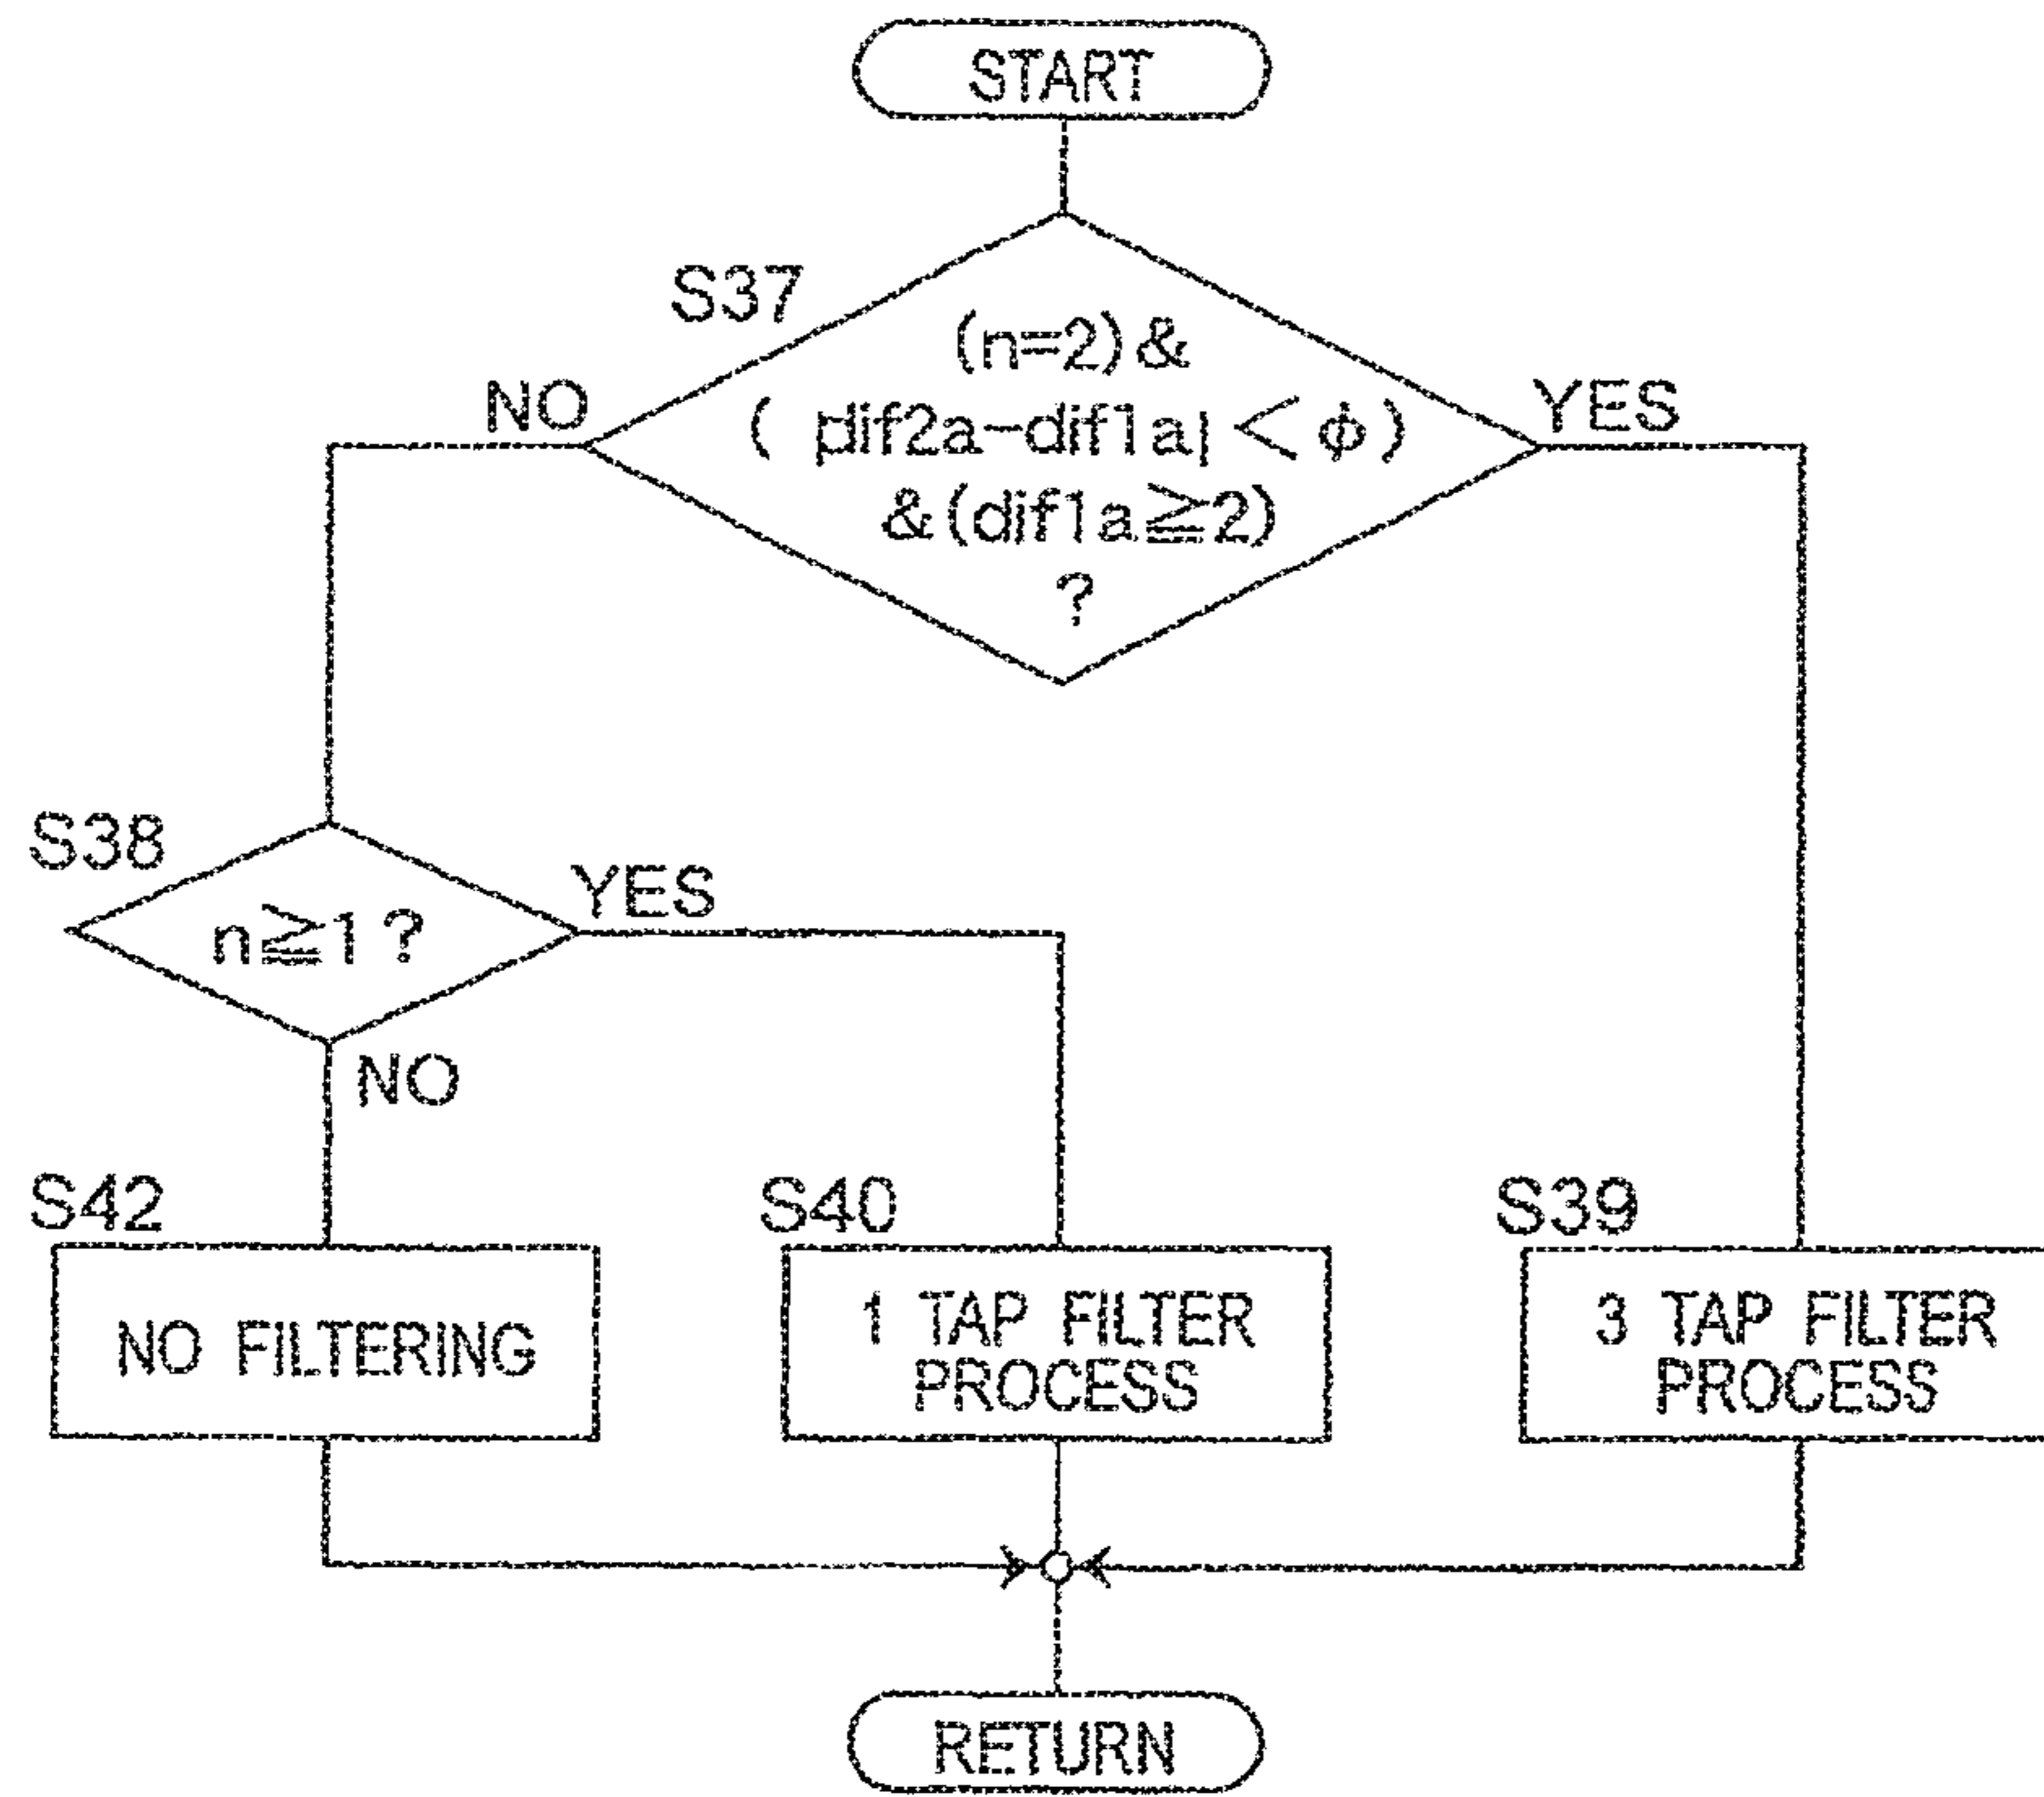 START
S37
(n=2)&
NO
( |dif2a-dif1a| < φ )
YES
&(dif1a≧2)
?
S38
n≧1?
YES
NO
S42
NO FILTERING
S40
1 TAP FILTER
PROCESS
S39
3 TAP FILTER
PROCESS
RETURN